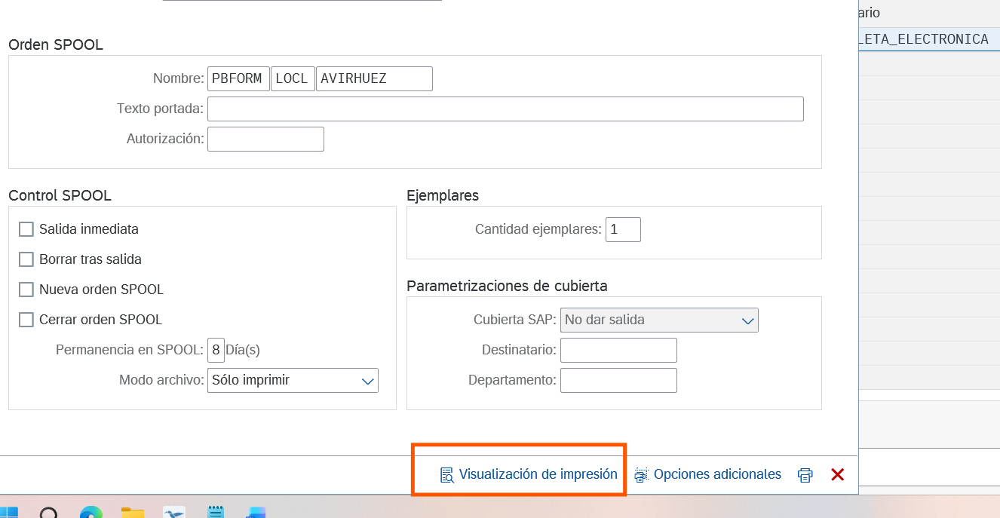 ario
LETA_ELECTRONICA
Orden SPOOL
Nombre: PBFORM LOCL AVIRHUEZ
Texto portada:
Autorización:
Control SPOOL
Salida inmediata
Borrar tras salida
Nueva orden SPOOL
Cerrar orden SPOOL
Permanencia en SPOOL: 8 Día(s)
Modo archivo: Sólo imprimir
Ejemplares
Cantidad ejemplares: 1
Parametrizaciones de cubierta
Cubierta SAP: No dar salida
Destinatario:
Departamento:
Visualización de impresión Opciones adicionales